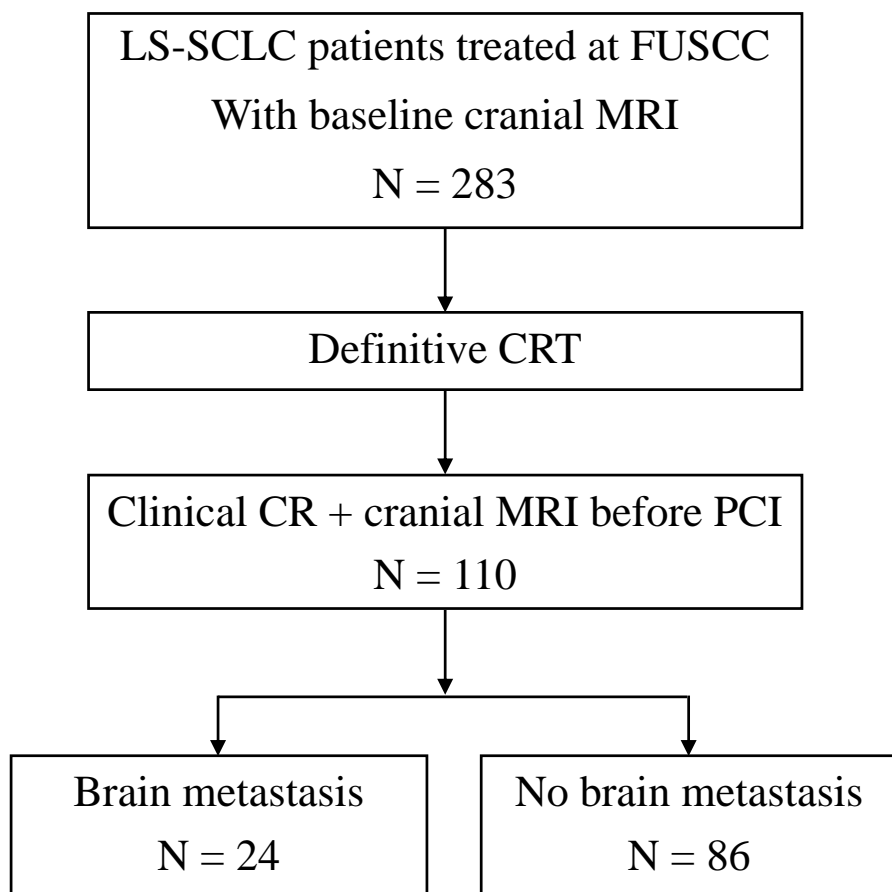 LS-SCLC patients treated at FUSCC
With baseline cranial MRI
N = 283
Definitive CRT
Clinical CR + cranial MRI before PCI
N = 110
Brain metastasis
N = 24
No brain metastasis
N = 86